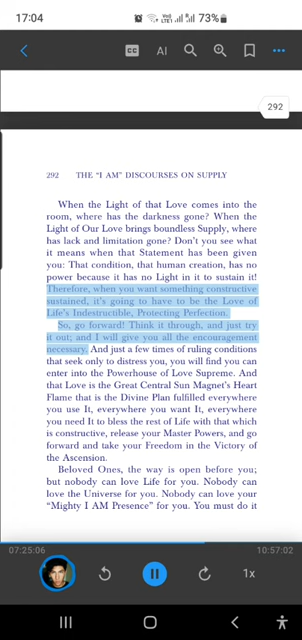 17:04
73%
CC
AI
292
292 THE “I AM” DISCOURSES ON SUPPLY
When the Light of that Love comes into the
room, where has the darkness gone? When the
Light of Our Love brings boundless Supply, where
has lack and limitation gone? Don’t you see what
it means when that Statement has been given
you: That condition, that human creation, has no
power because it has no Light in it to sustain it!
Therefore, when you want something constructive
sustained, it’s going to have to be the Love of
Life’s Indestructible, Protecting Perfection.
So, go forward! Think it through, and just try
it out; and I will give you all the encouragement
necessary. And just a few times of ruling conditions
that seek only to distress you, you will find you can
enter into the Powerhouse of Love Supreme. And
that Love is the Great Central Sun Magnet’s Heart
Flame that is the Divine Plan fulfilled everywhere
you use It, everywhere you want It, everywhere
you need It to bless the rest of Life with that which
is constructive, release your Master Powers, and go
forward and take your Freedom in the Victory of
the Ascension.
Beloved Ones, the way is open before you;
but nobody can love Life for you. Nobody can
love the Universe for you. Nobody can love your
“Mighty I AM Presence” for you. You must do it
07:25:06
10:57:02
1x